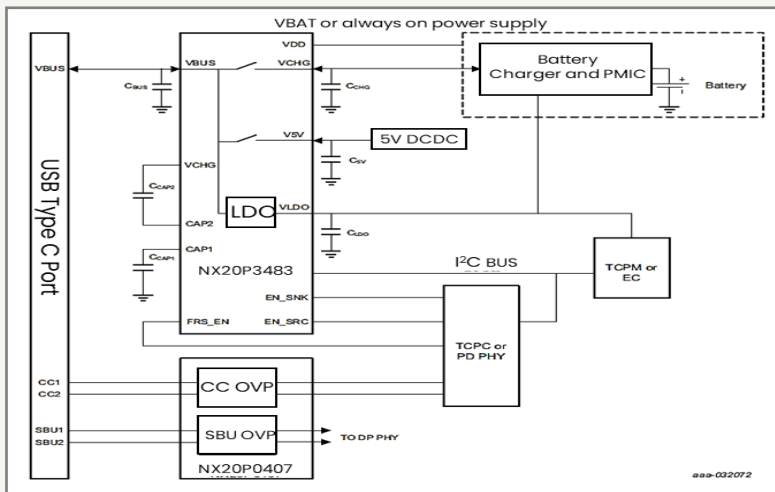 VBAT or always on power supply
VDD
VBUS
VBUS
VCHG
CBUS
CCHG
Battery
Charger and PMIC
Battery
V5V
5V DCDC
C5V
USB Type C Port
VCHG
CCAP2
CAP2
LDO
VLDO
CLDO
CAP1
CCAP1
NX20P3483
I²C BUS
TCPM or
EC
EN_SNK
FRS_EN
EN_SRC
TCPC or
PD PHY
CC1
CC2
CC OVP
SBU1
SBU2
SBU OVP
TO DP PHY
NX20P0407
aaa-032072